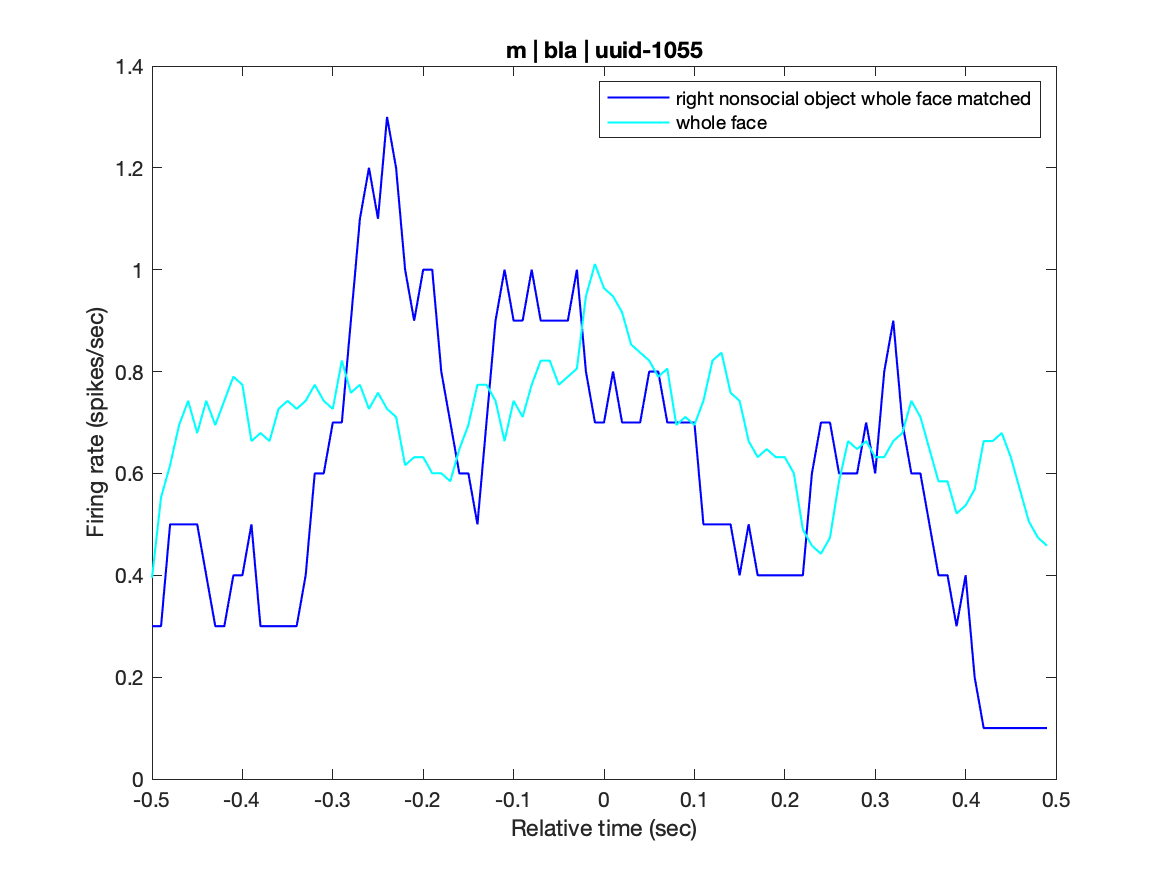 m | bla | uuid-1055
right nonsocial object whole face matched
whole face
1.4
1.2
1
0.8
0.6
0.4
0.2
0
Firing rate (spikes/sec)
-0.5 -0.4 -0.3 -0.2 -0.1 0 0.1 0.2 0.3 0.4 0.5
Relative time (sec)